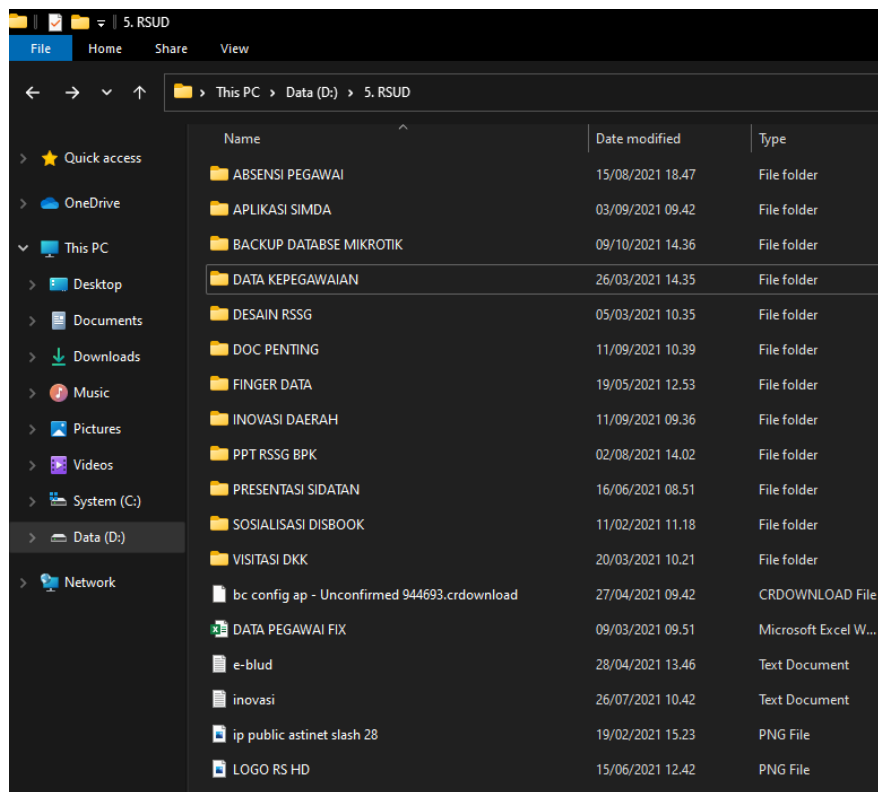 5. RSUD
File Home Share View
This PC > Data (D:) > 5. RSUD
Name Date modified Type
Quick access
OneDrive
This PC
Desktop
Documents
Downloads
Music
Pictures
Videos
System (C:)
Data (D:)
Network
ABSENSI PEGAWAI 15/08/2021 18.47 File folder
APLIKASI SIMDA 03/09/2021 09.42 File folder
BACKUP DATABSE MIKROTIK 09/10/2021 14.36 File folder
DATA KEPEGAWAIAN 26/03/2021 14.35 File folder
DESAIN RSSG 05/03/2021 10.35 File folder
DOC PENTING 11/09/2021 10.39 File folder
FINGER DATA 19/05/2021 12.53 File folder
INOVASI DAERAH 11/09/2021 09.36 File folder
PPT RSSG BPK 02/08/2021 14.02 File folder
PRESENTASI SIDATAN 16/06/2021 08.51 File folder
SOSIALISASI DISBOOK 11/02/2021 11.18 File folder
VISITASI DKK 20/03/2021 10.21 File folder
bc config ap - Unconfirmed 944693.crdownload 27/04/2021 09.42 CRDOWNLOAD File
DATA PEGAWAI FIX 09/03/2021 09.51 Microsoft Excel W...
e-blud 28/04/2021 13.46 Text Document
inovasi 26/07/2021 10.42 Text Document
ip public astinet slash 28 19/02/2021 15.23 PNG File
LOGO RS HD 15/06/2021 12.42 PNG File